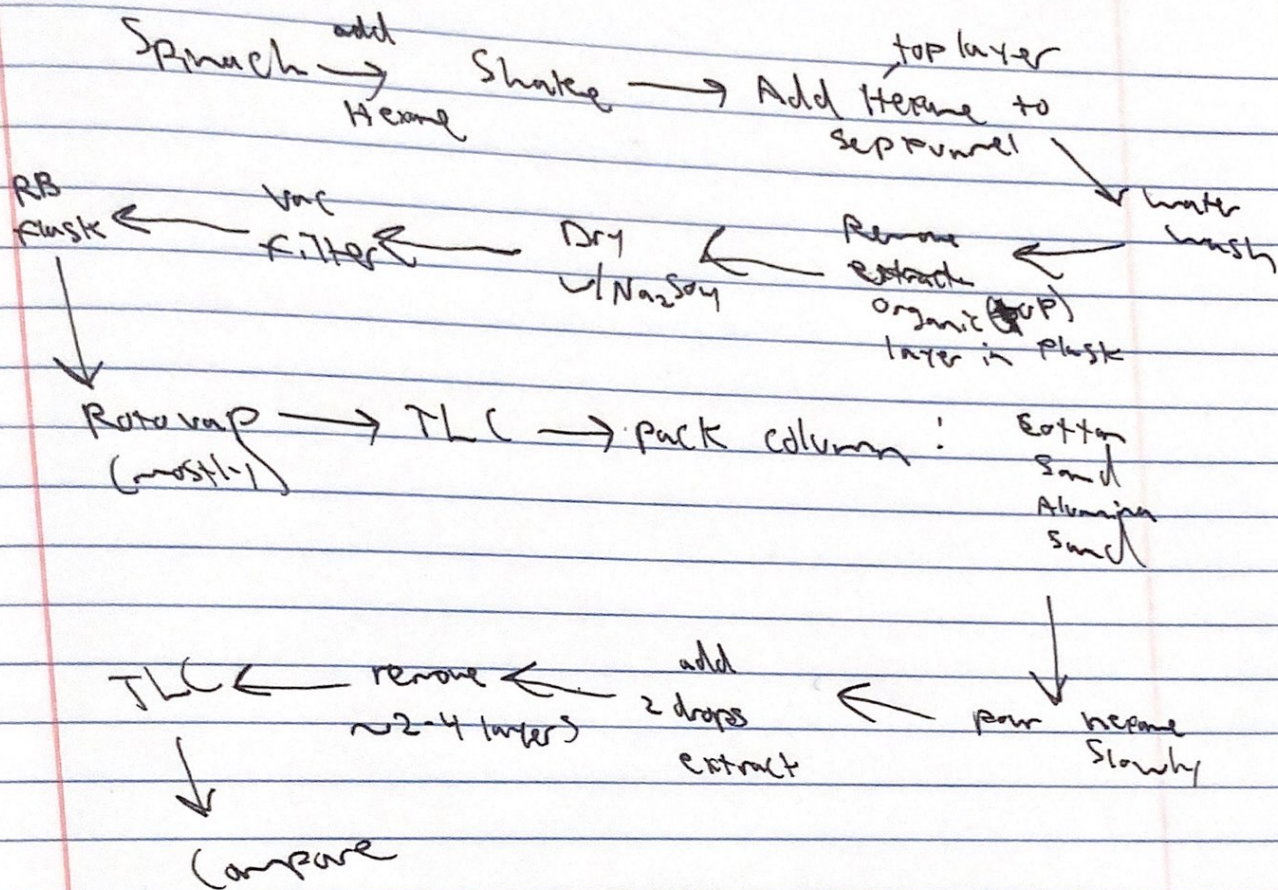 Spinach add → Hexane Shake → Add Hexane to sep funnel
top layer
water wash
Remove extract organic (up) layer in flask
Dry w/ Na2SO4
Vac filter
RB flask
Rotovap (mostly) → TLC → pack column :
Cotton
Sand
Alumina
Sand
pour hexane slowly
add 2 drops extract
remove ~2-4 layers
TLC
Compare